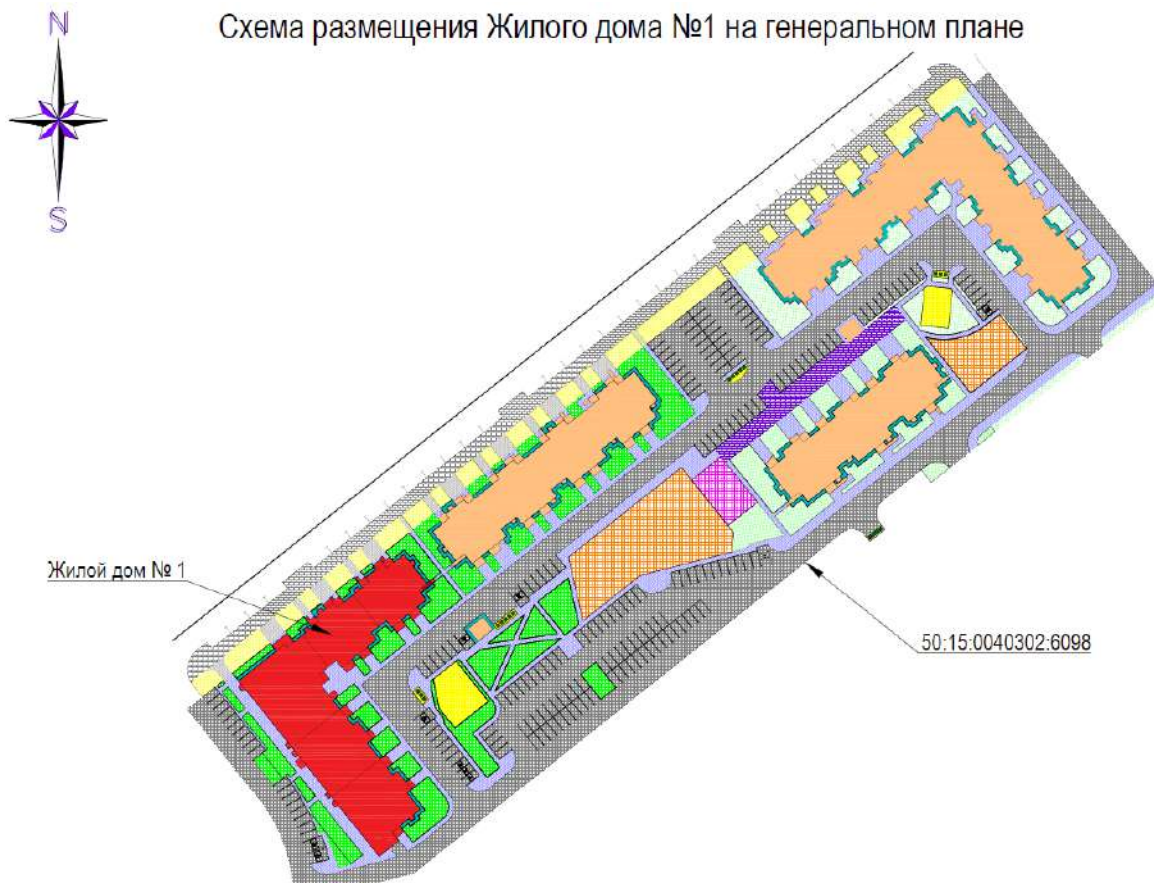 Схема размещения Жилого дома №1 на генеральном плане
N
S
Жилой дом № 1
50:15:0040302:6098